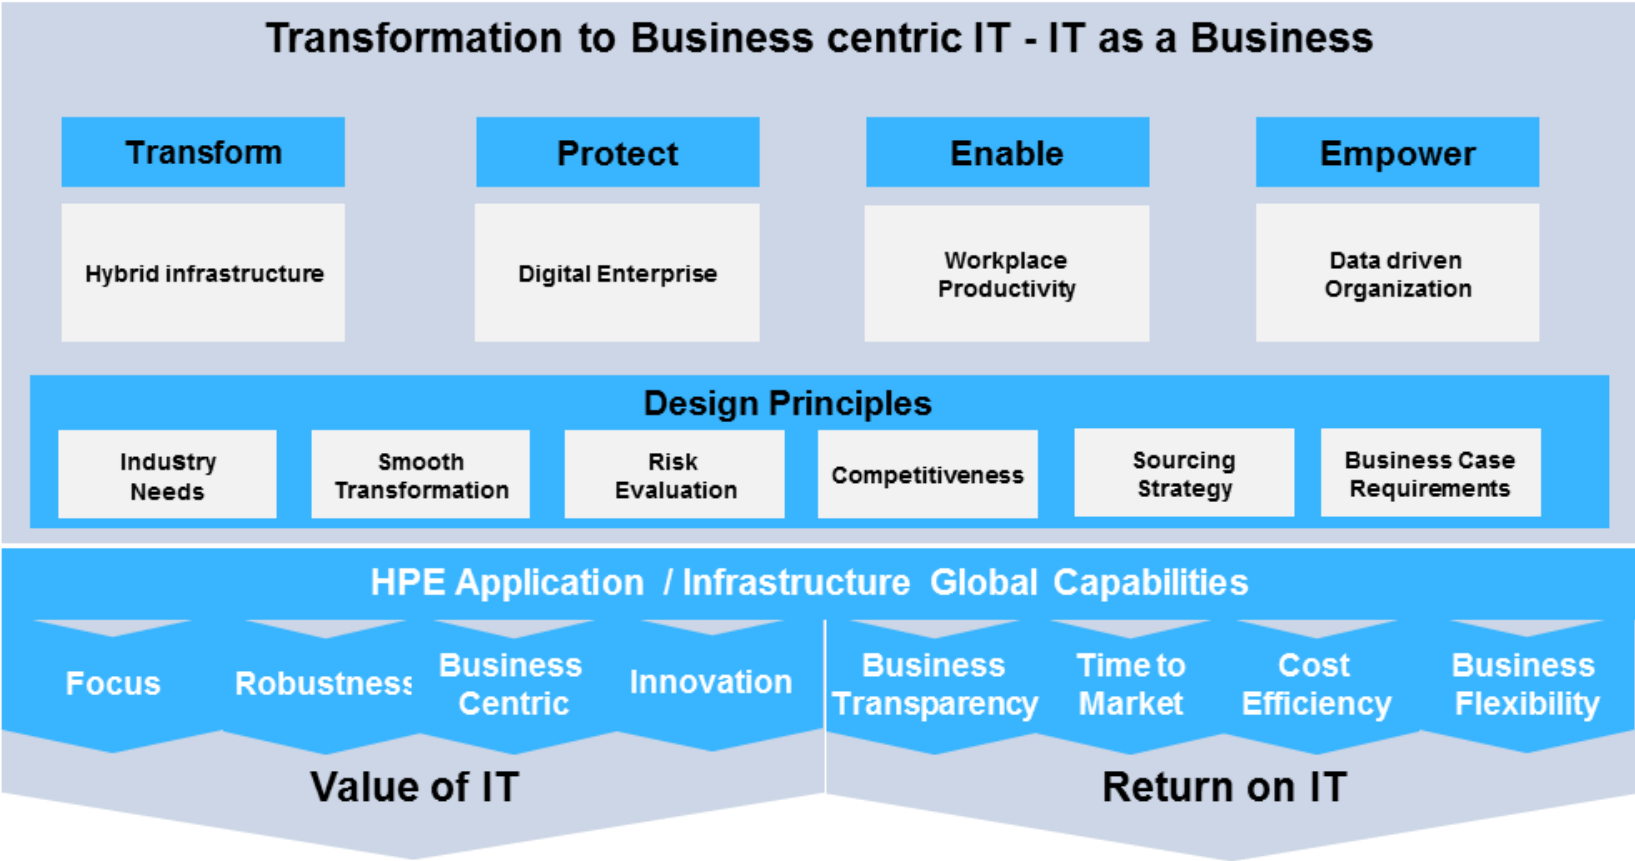 Transformation to Business centric IT - IT as a Business
Transform
Protect
Enable
Empower
Hybrid infrastructure
Digital Enterprise
Workplace
Productivity
Data driven
Organization
Design Principles
Industry
Needs
Smooth
Transformation
Risk
Evaluation
Competitiveness
Sourcing
Strategy
Business Case
Requirements
HPE Application / Infrastructure Global Capabilities
Focus
Robustness
Business
Centric
Innovation
Business
Transparency
Time to
Market
Cost
Efficiency
Business
Flexibility
Value of IT
Return on IT